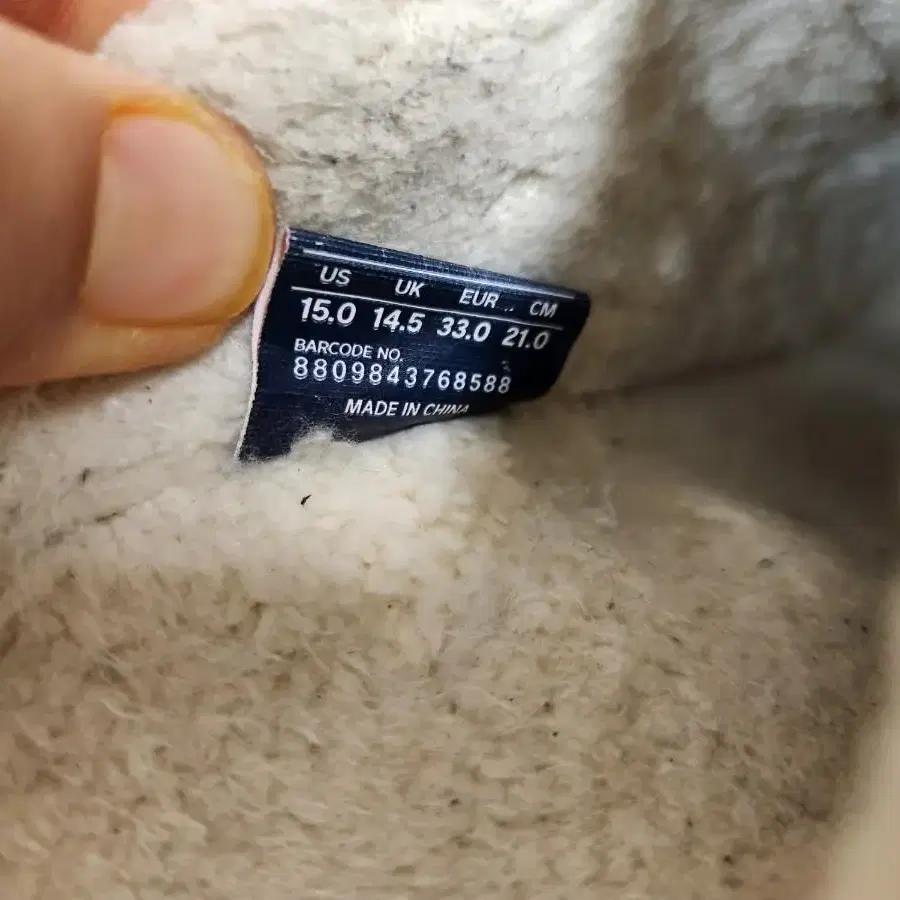 US UK EUR CM
15.0 14.5 33.0 21.0
BARCODE NO.
8809843768588
MADE IN CHINA